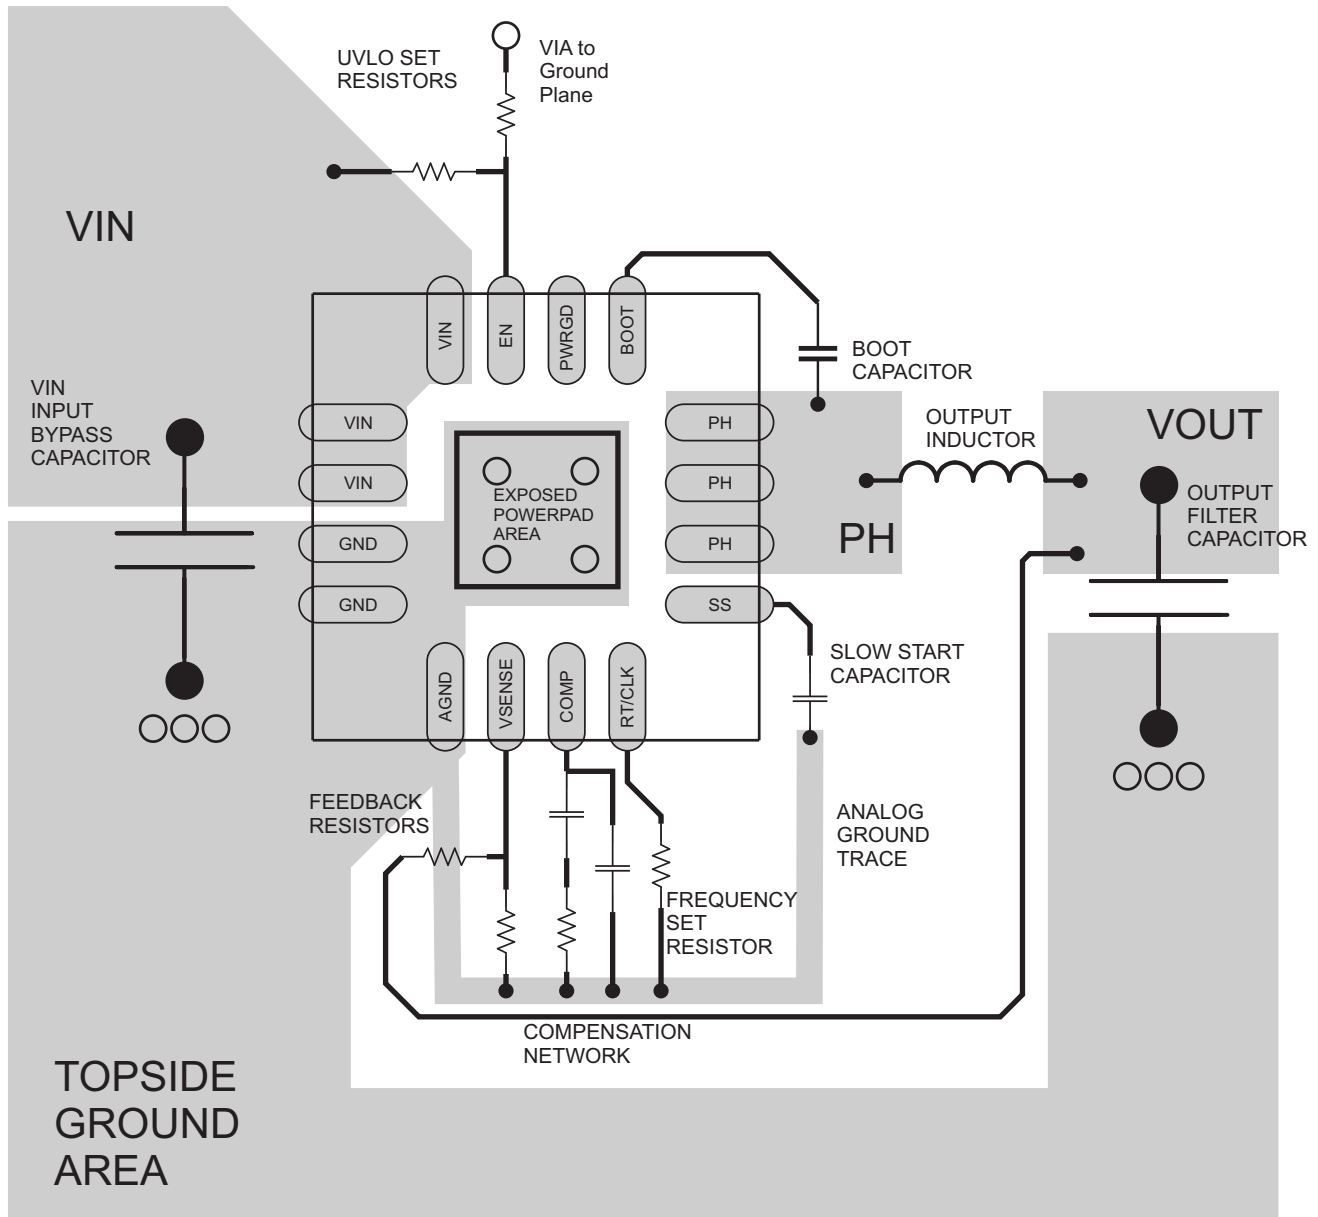 UVLO SET
RESISTORS
VIA to
Ground
Plane
VIN
VIN
EN
PWRGD
BOOT
BOOT
CAPACITOR
VIN
INPUT
BYPASS
CAPACITOR
VIN
VIN
GND
GND
EXPOSED
POWERPAD
AREA
PH
PH
PH
SS
OUTPUT
INDUCTOR
VOUT
PH
OUTPUT
FILTER
CAPACITOR
AGND
VSENSE
COMP
RT/CLK
SLOW START
CAPACITOR
FEEDBACK
RESISTORS
ANALOG
GROUND
TRACE
FREQUENCY
SET
RESISTOR
COMPENSATION
NETWORK
TOPSIDE
GROUND
AREA